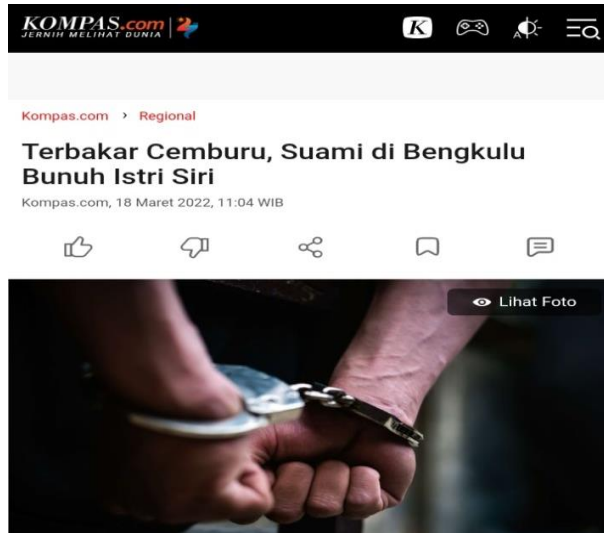 KOMPAS.com
JERNIH MELIHAT DUNIA
K
A
Kompas.com › Regional
Terbakar Cemburu, Suami di Bengkulu
Bunuh Istri Siri
Kompas.com, 18 Maret 2022, 11:04 WIB
Lihat Foto